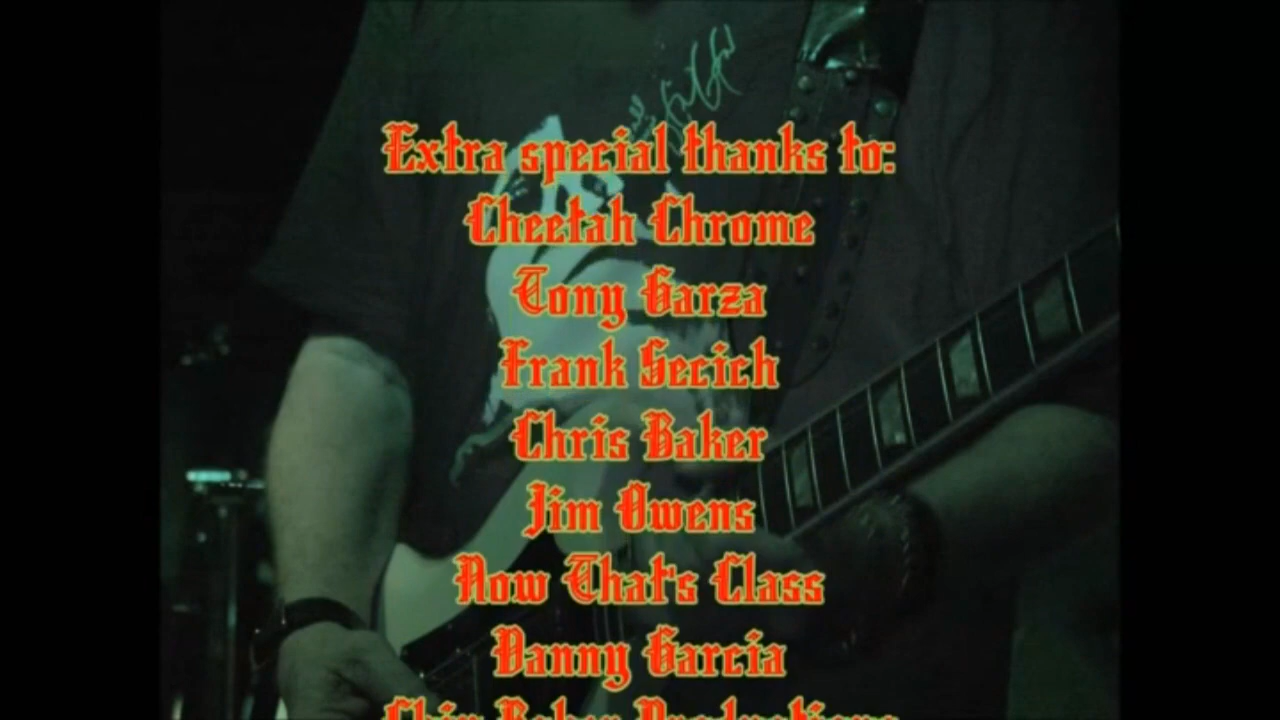 Extra special thanks to:
Cheetah Chrome
Tony Garza
Frank Secich
Chris Baker
Jim Owens
Now That's Class
Danny Garcia
Productions